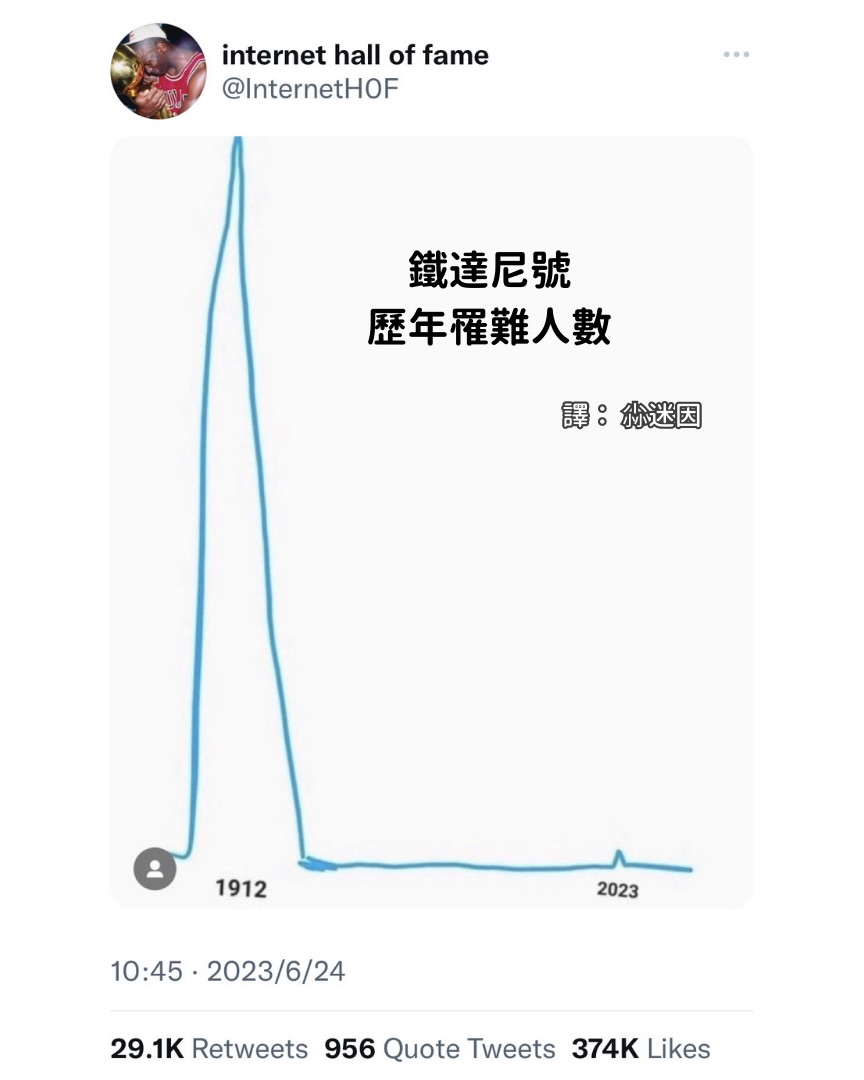 internet hall of fame
@InternetHOF
鐵達尼號
歷年罹難人數
譯：尛迷因
1912
2023
10:45 · 2023/6/24
29.1K Retweets 956 Quote Tweets 374K Likes